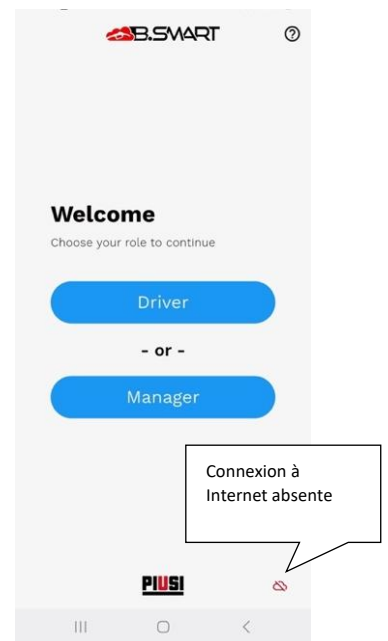 B.SMART
Welcome
Choose your role to continue
Driver
- or -
Manager
Connexion à
Internet absente
PIUSI